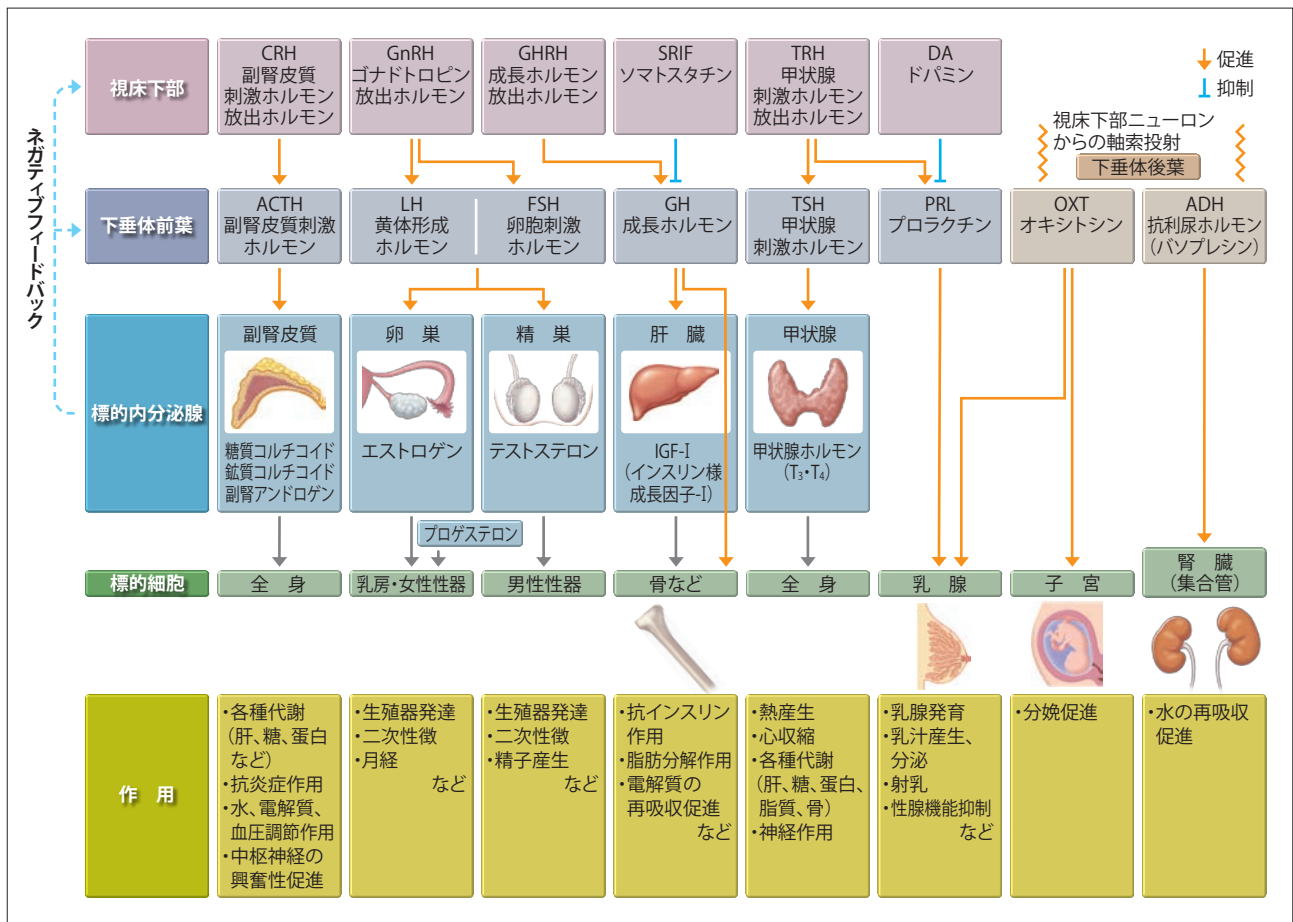 視床下部
CRH
副腎皮質
刺激ホルモン
放出ホルモン
GnRH
ゴナドトロピン
放出ホルモン
GHRH
成長ホルモン
放出ホルモン
SRIF
ソマトスタチン
TRH
甲状腺
刺激ホルモン
放出ホルモン
DA
ドパミン
促進
抑制
視床下部ニューロン
からの軸索投射
下垂体後葉
ネガティブフィードバック
下垂体前葉
ACTH
副腎皮質刺激
ホルモン
LH
黄体形成
ホルモン
FSH
卵胞刺激
ホルモン
GH
成長ホルモン
TSH
甲状腺
刺激ホルモン
PRL
プロラクチン
OXT
オキシトシン
ADH
抗利尿ホルモン
(バソプレシン)
標的内分泌腺
副腎皮質
糖質コルチコイド
鉱質コルチコイド
副腎アンドロゲン
卵 巣
エストロゲン
精 巣
テストステロン
肝 臓
IGF-I
(インスリン様
成長因子-I)
甲状腺
甲状腺ホルモン
(T₃・T₄)
プロゲステロン
標的細胞
全 身
乳房・女性性器
男性性器
骨など
全 身
乳 腺
子 宮
腎 臓
(集合管)
作 用
・各種代謝
(肝、糖、蛋白
など)
・抗炎症作用
・水、電解質、
血圧調節作用
・中枢神経の
興奮性促進
・生殖器発達
・二次性徴
・月経
など
・生殖器発達
・二次性徴
・精子産生
など
・抗インスリン
作用
・脂肪分解作用
・電解質の
再吸収促進
など
・熱産生
・心収縮
・各種代謝
(肝、糖、蛋白、
脂質、骨)
・神経作用
・乳腺発育
・乳汁産生、
分泌
・射乳
・性腺機能抑制
など
・分娩促進
・水の再吸収
促進